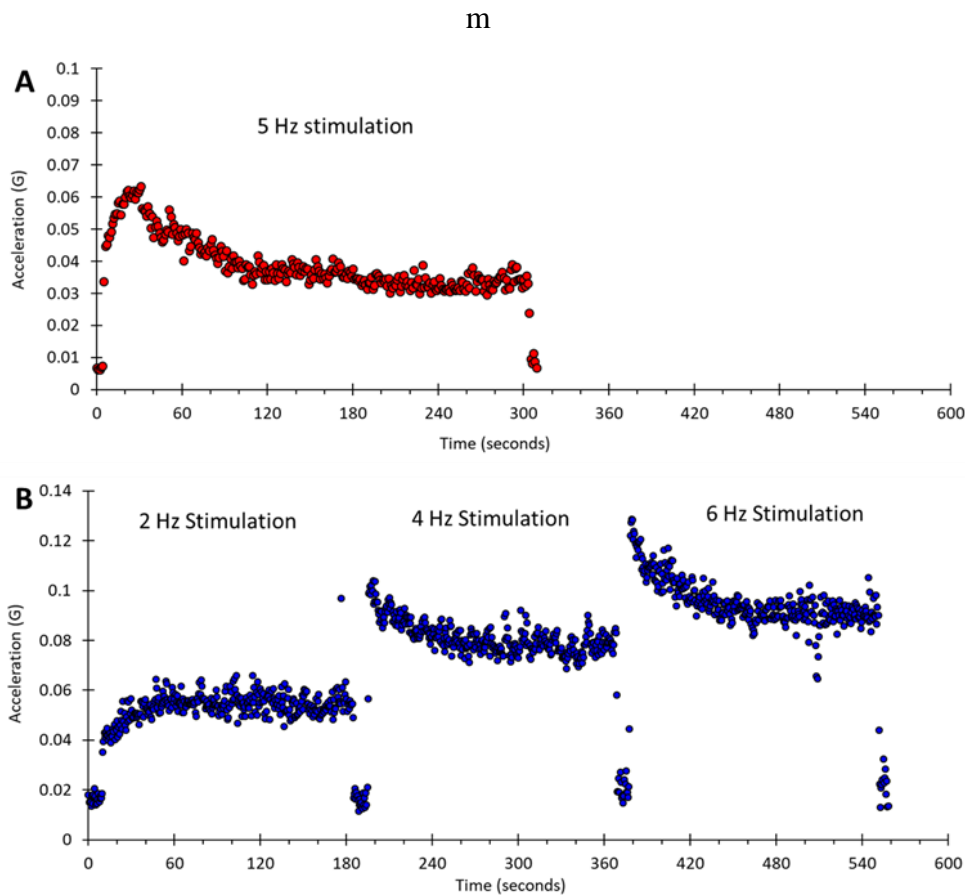 m
A
5 Hz stimulation
Acceleration (G)
0.1
0.09
0.08
0.07
0.06
0.05
0.04
0.03
0.02
0.01
0
0 60 120 180 240 300 360 420 480 540 600
Time (seconds)
B
2 Hz Stimulation 4 Hz Stimulation 6 Hz Stimulation
Acceleration (G)
0.14
0.12
0.1
0.08
0.06
0.04
0.02
0
0 60 120 180 240 300 360 420 480 540 600
Time (seconds)